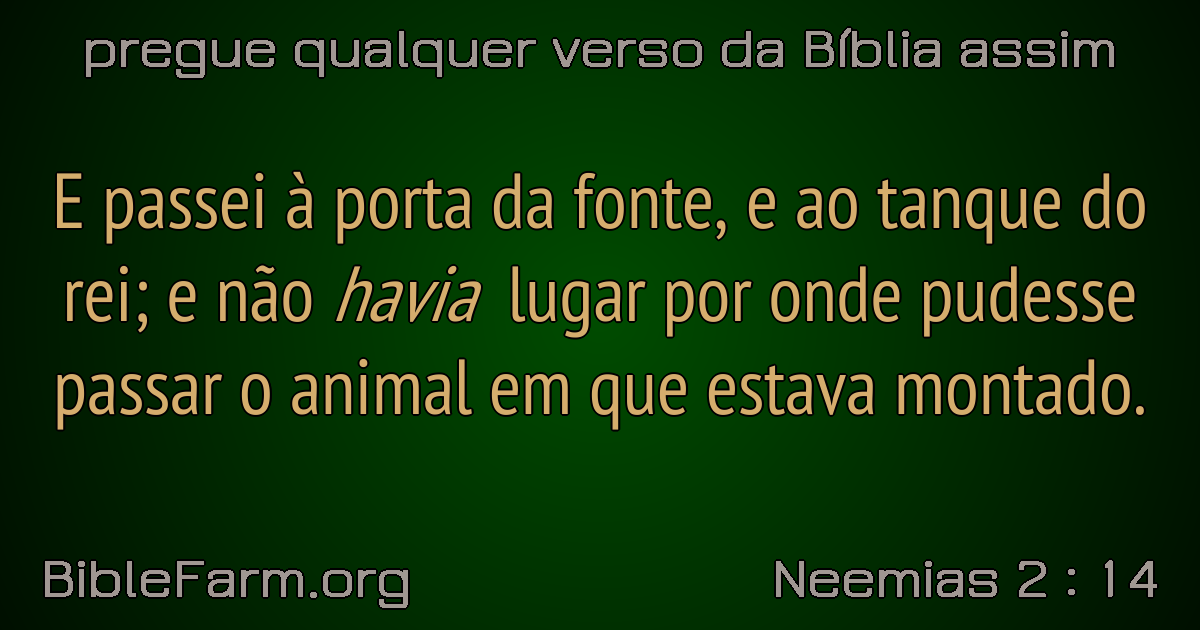 pregue qualquer verso da Bíblia assim
E passei à porta da fonte, e ao tanque do
rei; e não havia lugar por onde pudesse
passar o animal em que estava montado.
BibleFarm.org
Neemias 2 : 14